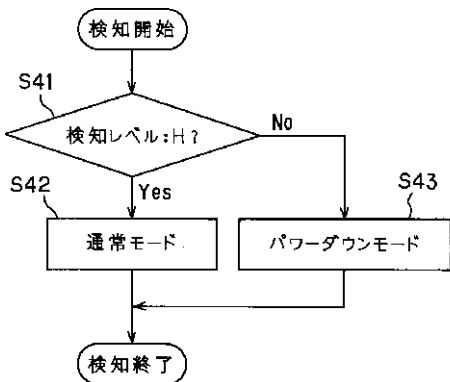 検知開始
S41
検知レベル:H?
No
Yes
S42
通常モード
S43
パワーダウンモード
検知終了